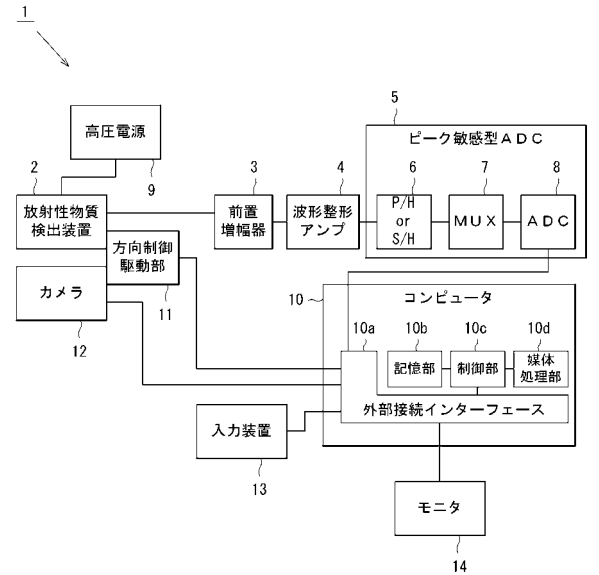 1
高圧電源
9
2
放射性物質
検出装置
3
前置
増幅器
4
波形整形
アンプ
5
ピーク敏感型ADC
6
P/H
or
S/H
7
MUX
8
ADC
方向制御
駆動部
11
カメラ
12
10
コンピュータ
10a
10b
記憶部
10c
制御部
10d
媒体
処理部
外部接続インターフェース
入力装置
13
モニタ
14